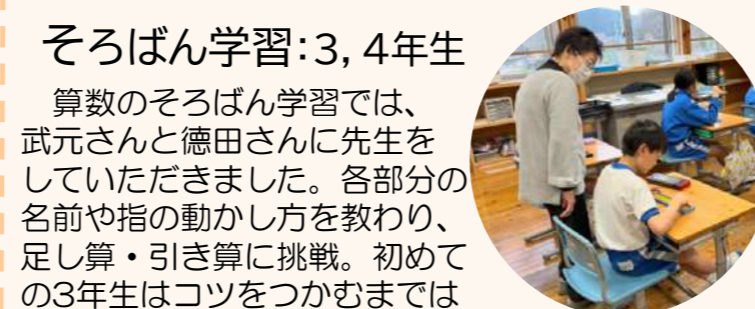 そろばん学習:3,4年生
算数のそろばん学習では、
武元さんと德田さんに先生を
していただきました。各部分の
名前や指の動かし方を教わり、
足し算・引き算に挑戦。初めて
の3年生はコツをつかむまでは